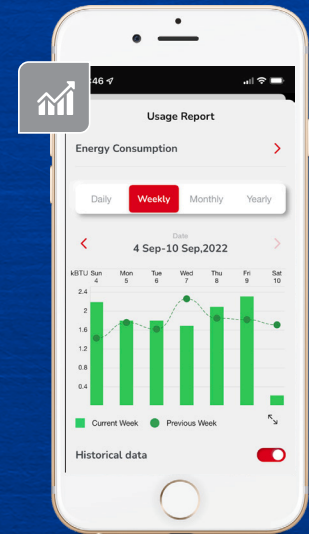 :46
Usage Report
Energy Consumption
Daily Weekly Monthly Yearly
Date
4 Sep-10 Sep,2022
kBTU Sun Mon Tue Wed Thu Fri Sat
4 5 6 7 8 9 10
2.4
2
1.6
1.2
0.8
0.4
Current Week Previous Week
Historical data